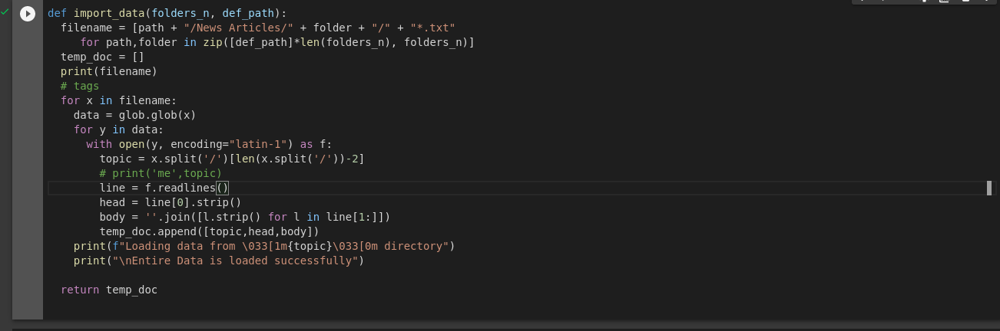 def import_data(folders_n, def_path):
  filename = [path + "/News Articles/" + folder + "/" + "*.txt"
     for path,folder in zip([def_path]*len(folders_n), folders_n)]
  temp_doc = []
  print(filename)
  # tags
  for x in filename:
    data = glob.glob(x)
    for y in data:
      with open(y, encoding="latin-1") as f:
        topic = x.split('/')[len(x.split('/'))-2]
        # print('me',topic)
        line = f.readlines()
        head = line[0].strip()
        body = ''.join([l.strip() for l in line[1:]])
        temp_doc.append([topic,head,body])
    print(f"Loading data from \033[1m{topic}\033[0m directory")
    print("\nEntire Data is loaded successfully")

  return temp_doc